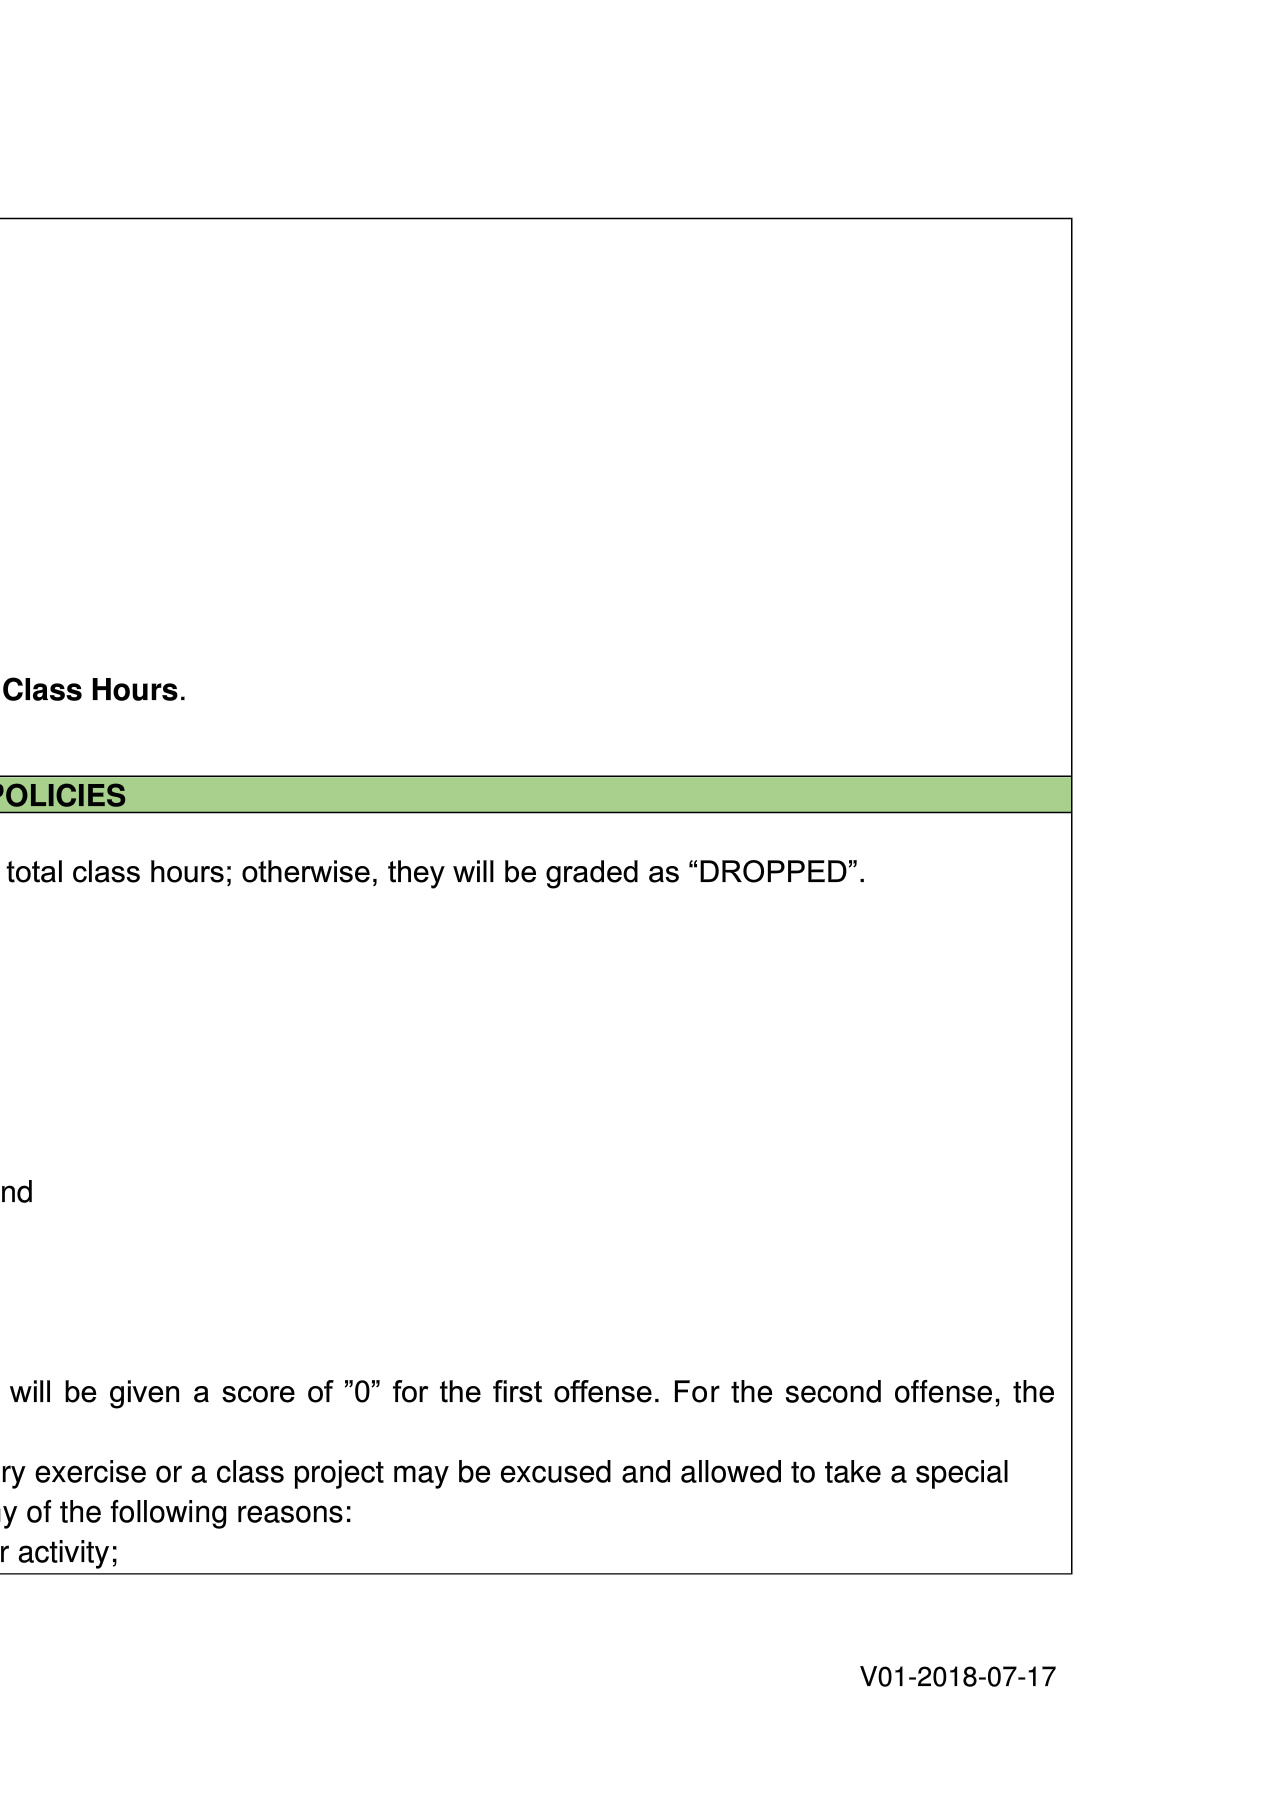 Class Hours.
POLICIES
total class hours; otherwise, they will be graded as “DROPPED”.
nd
will be given a score of ”0” for the first offense. For the second offense, the
ry exercise or a class project may be excused and allowed to take a special
ny of the following reasons:
r activity;
V01-2018-07-17